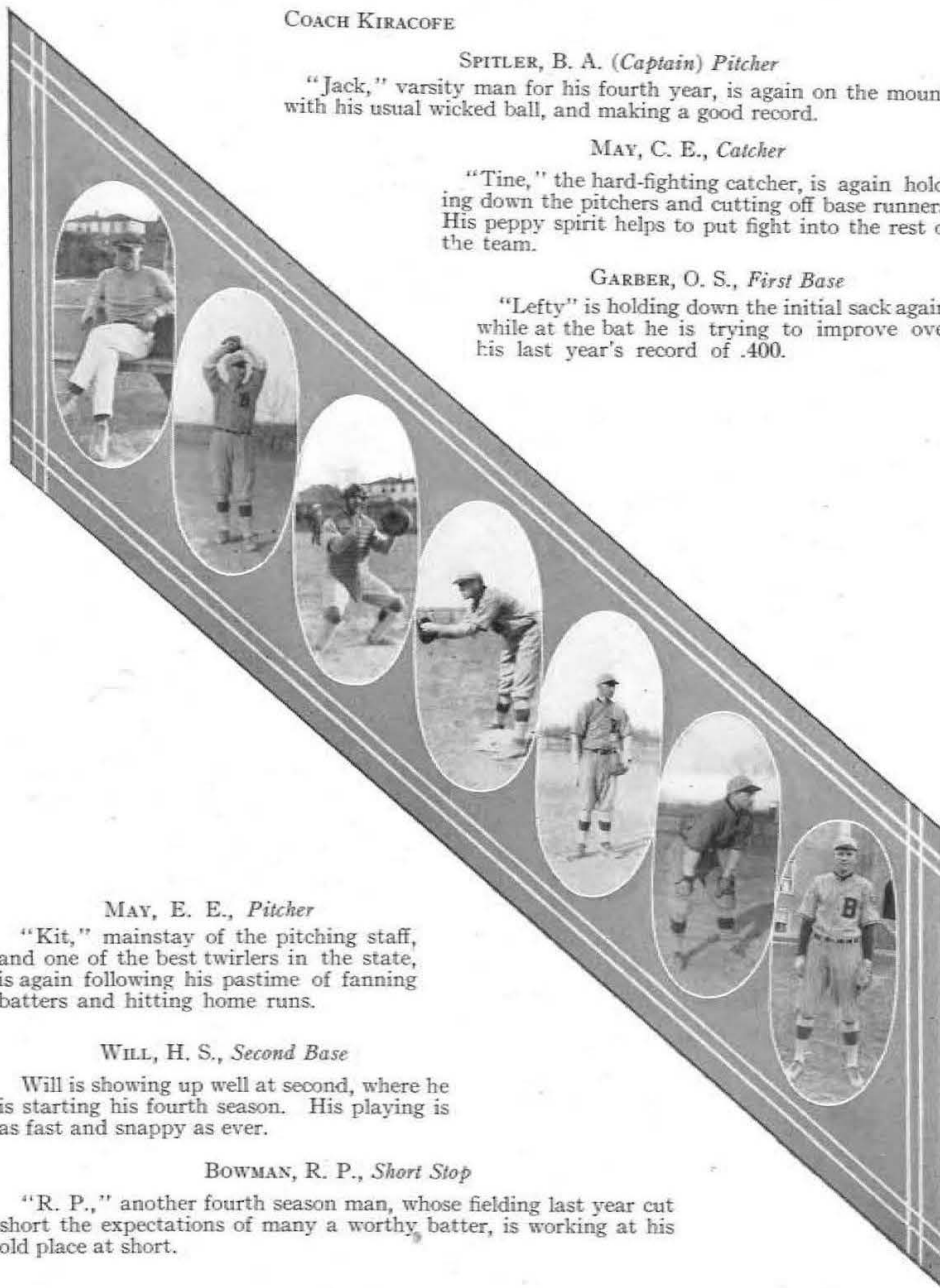 COACH KIRACOFE
SPITLER, B. A. (Captain) Pitcher
"Jack," varsity man for his fourth year, is again on the moun
with his usual wicked ball, and making a good record.
MAY, C. E., Catcher
"Tine," the hard-fighting catcher, is again hold
ing down the pitchers and cutting off base runner
His peppy spirit helps to put fight into the rest o
the team.
GARBER, O. S., First Base
"Lefty" is holding down the initial sack again
while at the bat he is trying to improve ove
his last year's record of .400.
B
B
MAY, E. E., Pitcher
"Kit," mainstay of the pitching staff,
and one of the best twirlers in the state,
is again following his pastime of fanning
batters and hitting home runs.
WILL, H. S., Second Base
Will is showing up well at second, where he
is starting his fourth season. His playing is
as fast and snappy as ever.
BOWMAN, R. P., Short Stop
"R. P.," another fourth season man, whose fielding last year cut
short the expectations of many a worthy batter, is working at his
old place at short.